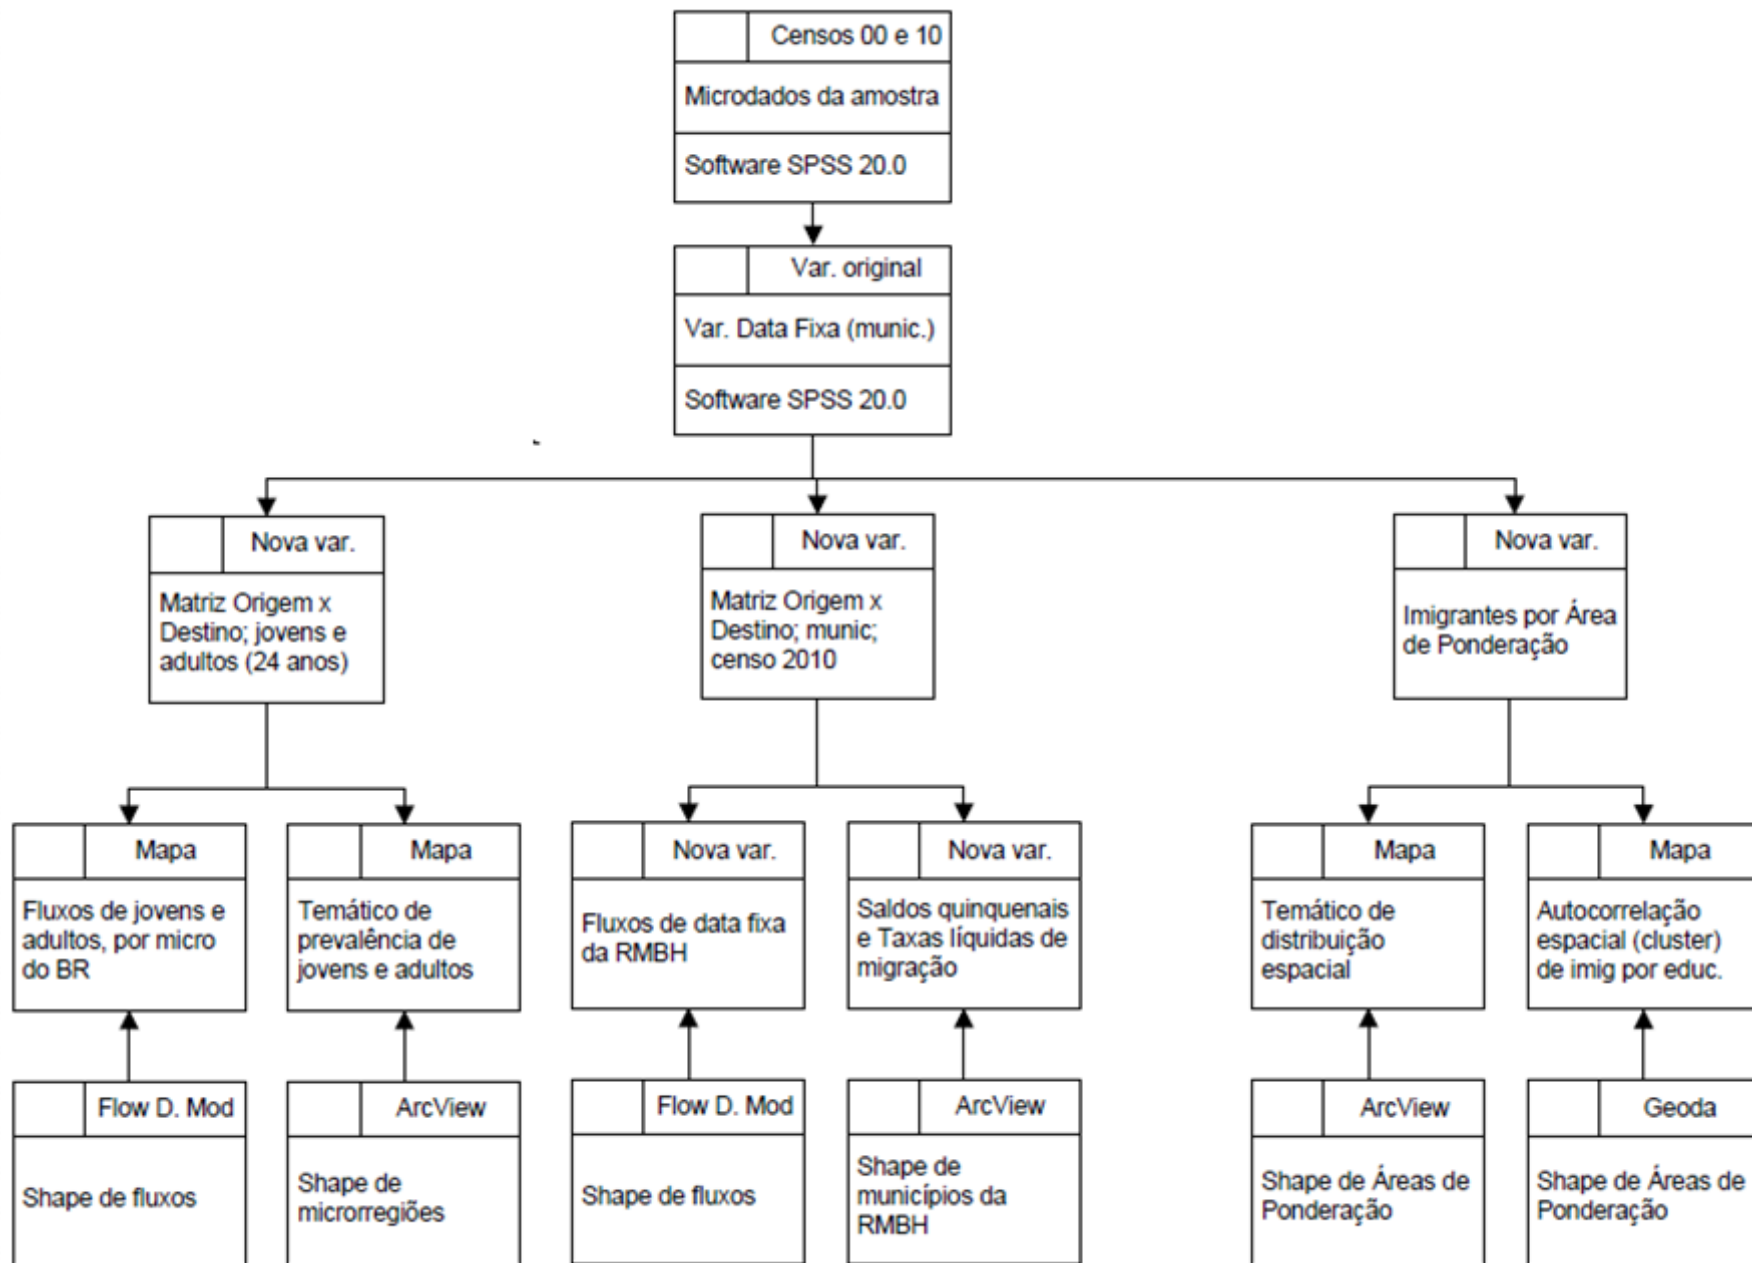 Censos 00 e 10
Microdados da amostra
Software SPSS 20.0
Var. original
Var. Data Fixa (munic.)
Software SPSS 20.0
Nova var.
Matriz Origem x
Destino; jovens e
adultos (24 anos)
Nova var.
Matriz Origem x
Destino; munic;
censo 2010
Nova var.
Imigrantes por Área
de Ponderação
Mapa
Fluxos de jovens e
adultos, por micro
do BR
Mapa
Temático de
prevalência de
jovens e adultos
Nova var.
Fluxos de data fixa
da RMBH
Nova var.
Saldos quinquenais
e Taxas líquidas de
migração
Mapa
Temático de
distribuição
espacial
Mapa
Autocorrelação
espacial (cluster)
de imig por educ.
Flow D. Mod
Shape de fluxos
ArcView
Shape de
microrregiões
Flow D. Mod
Shape de fluxos
ArcView
Shape de
municípios da
RMBH
ArcView
Shape de Áreas de
Ponderação
Geoda
Shape de Áreas de
Ponderação